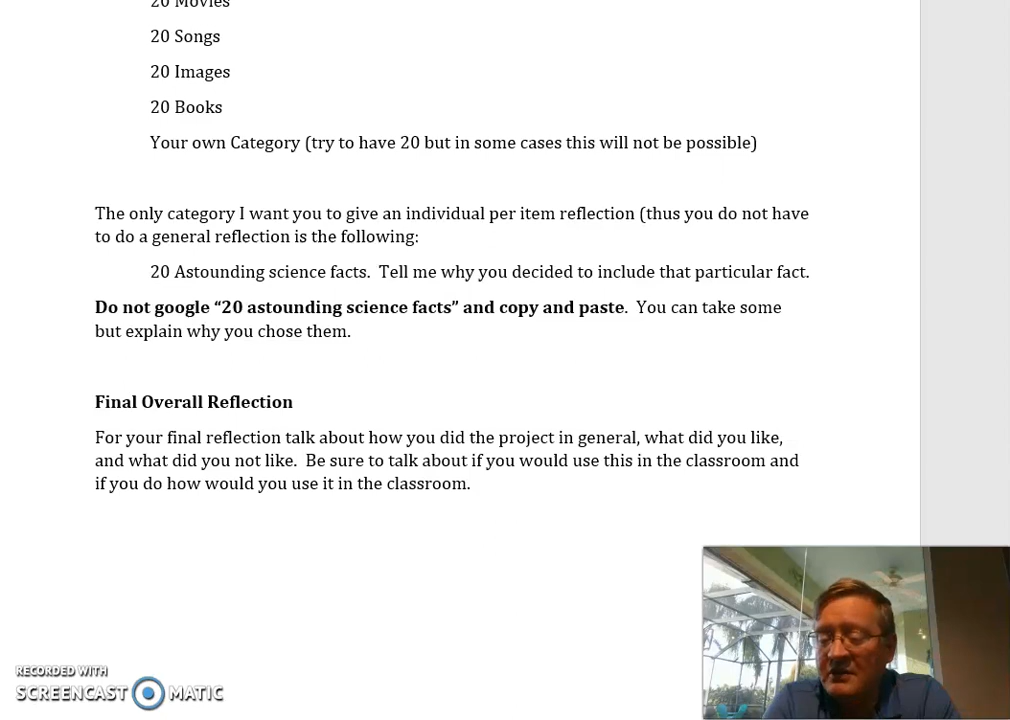 20 Movies
20 Songs
20 Images
20 Books
Your own Category (try to have 20 but in some cases this will not be possible)
The only category I want you to give an individual per item reflection (thus you do not have
to do a general reflection is the following:
20 Astounding science facts.  Tell me why you decided to include that particular fact.
Do not google “20 astounding science facts” and copy and paste.  You can take some
but explain why you chose them.
Final Overall Reflection
For your final reflection talk about how you did the project in general, what did you like,
and what did you not like.  Be sure to talk about if you would use this in the classroom and
if you do how would you use it in the classroom.
RECORDED WITH
SCREENCAST MATIC